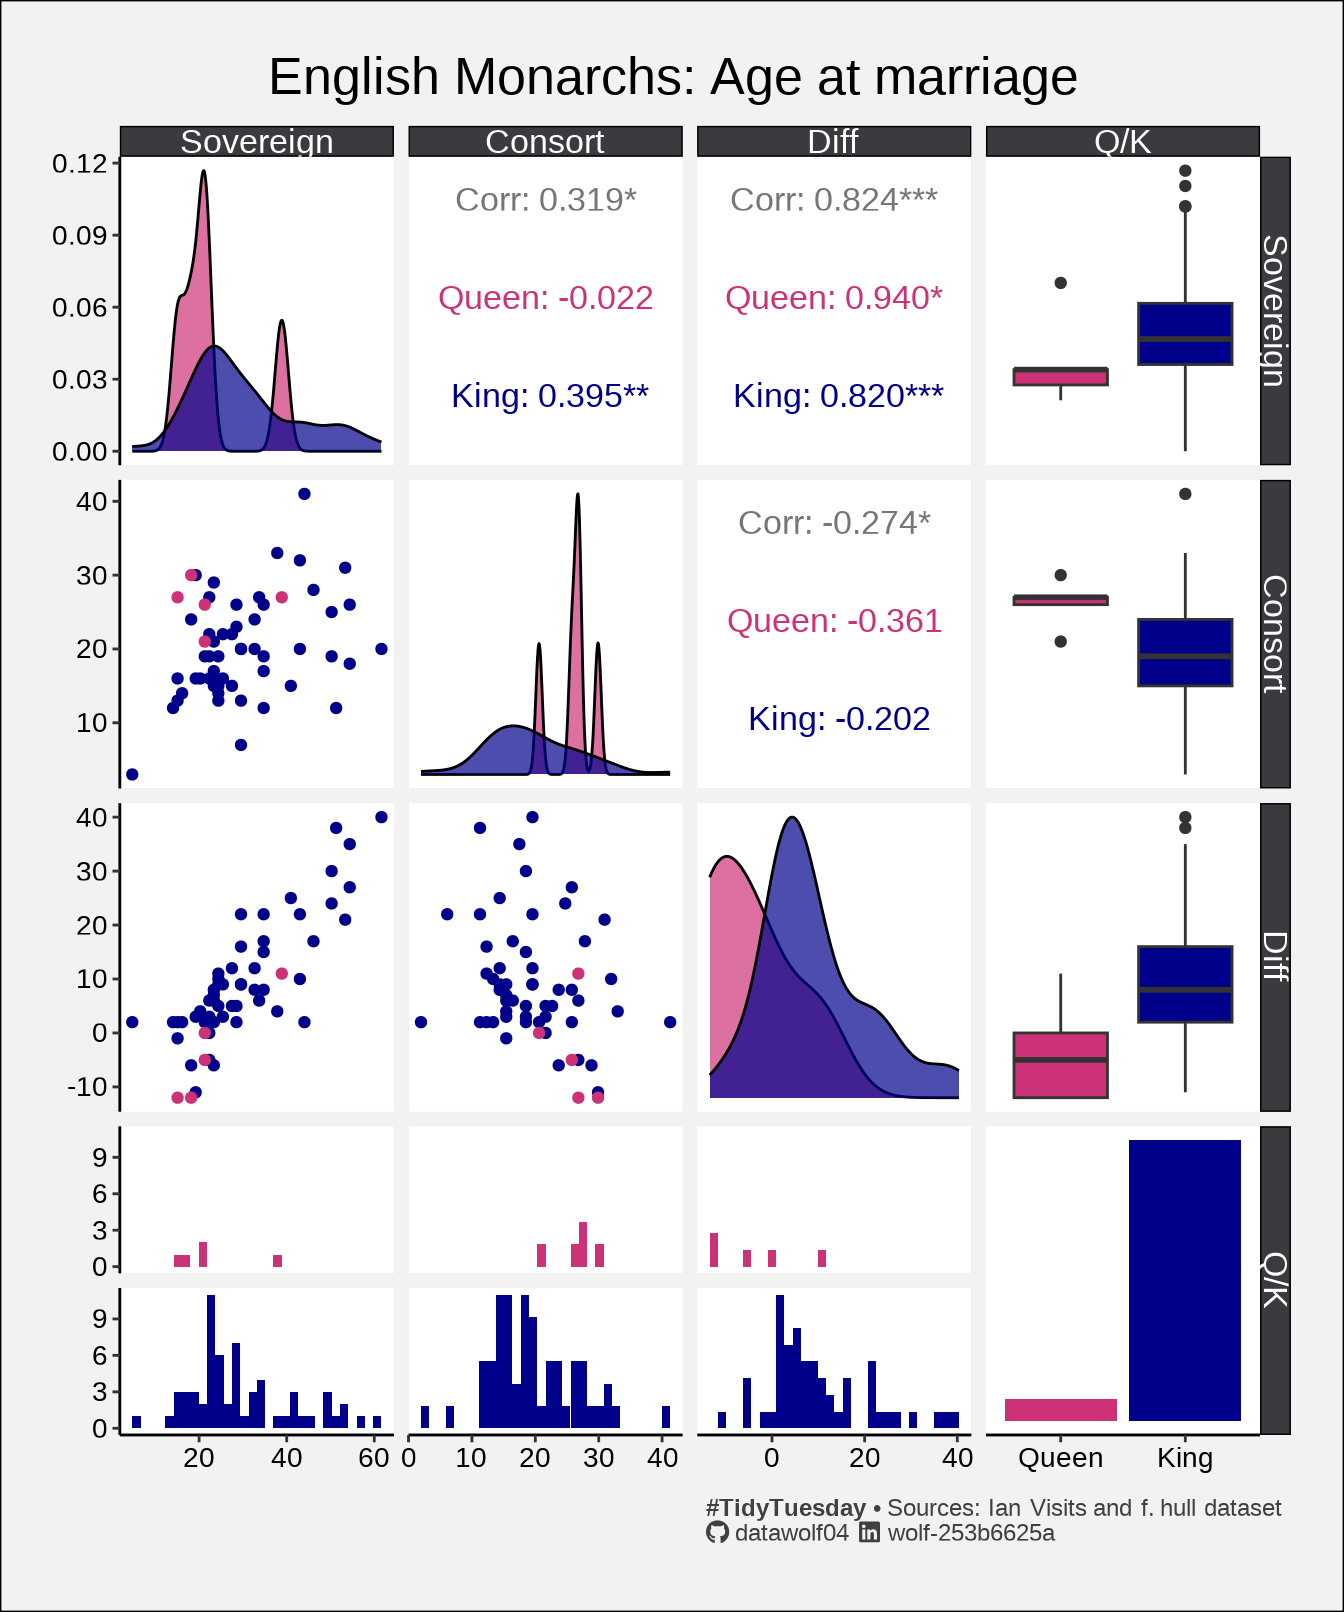 English Monarchs: Age at marriage
Sovereign
Consort
Diff
Q/K
0.12
0.09
0.06
0.03
0.00
Corr: 0.319*
Queen: -0.022
King: 0.395**
Corr: 0.824***
Queen: 0.940*
King: 0.820***
Sovereign
40
30
20
10
Corr: -0.274*
Queen: -0.361
King: -0.202
Consort
40
30
20
10
0
-10
Diff
9
6
3
0
9
6
3
0
Q/K
20 40 60
0 10 20 30 40
0 20 40
Queen King
#TidyTuesday • Sources: Ian Visits and f. hull dataset
datawolf04 in wolf-253b6625a